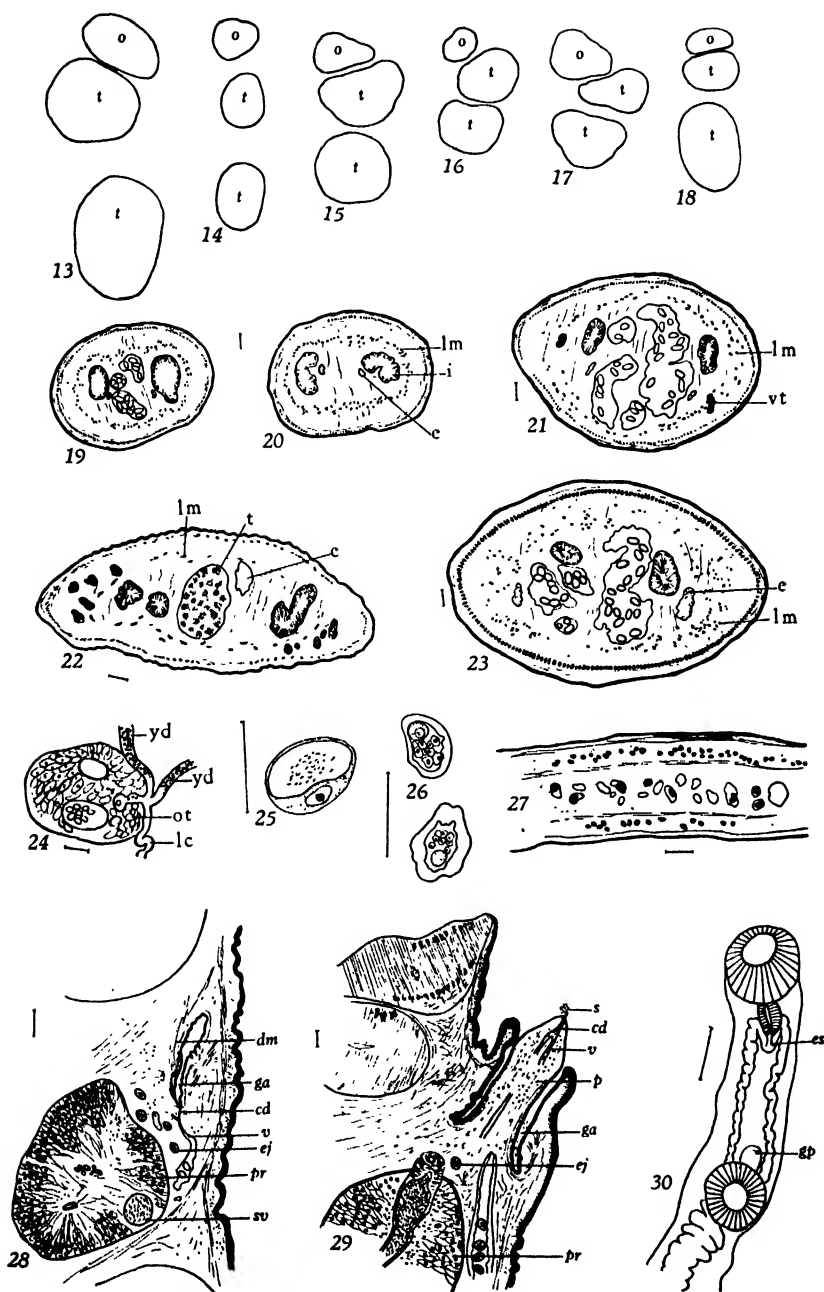 o
t
t
13
o
t
t
14
o
t
t
15
o
t
t
16
o
t
t
17
o
t
t
18
19
lm
i
e
20
lm
vt
21
lm
t
e
22
e
lm
23
yd
yd
ot
lc
24
25
26
27
dm
ga
cd
v
ej
pr
sv
28
s
cd
v
p
ga
ej
pr
29
es
gp
30